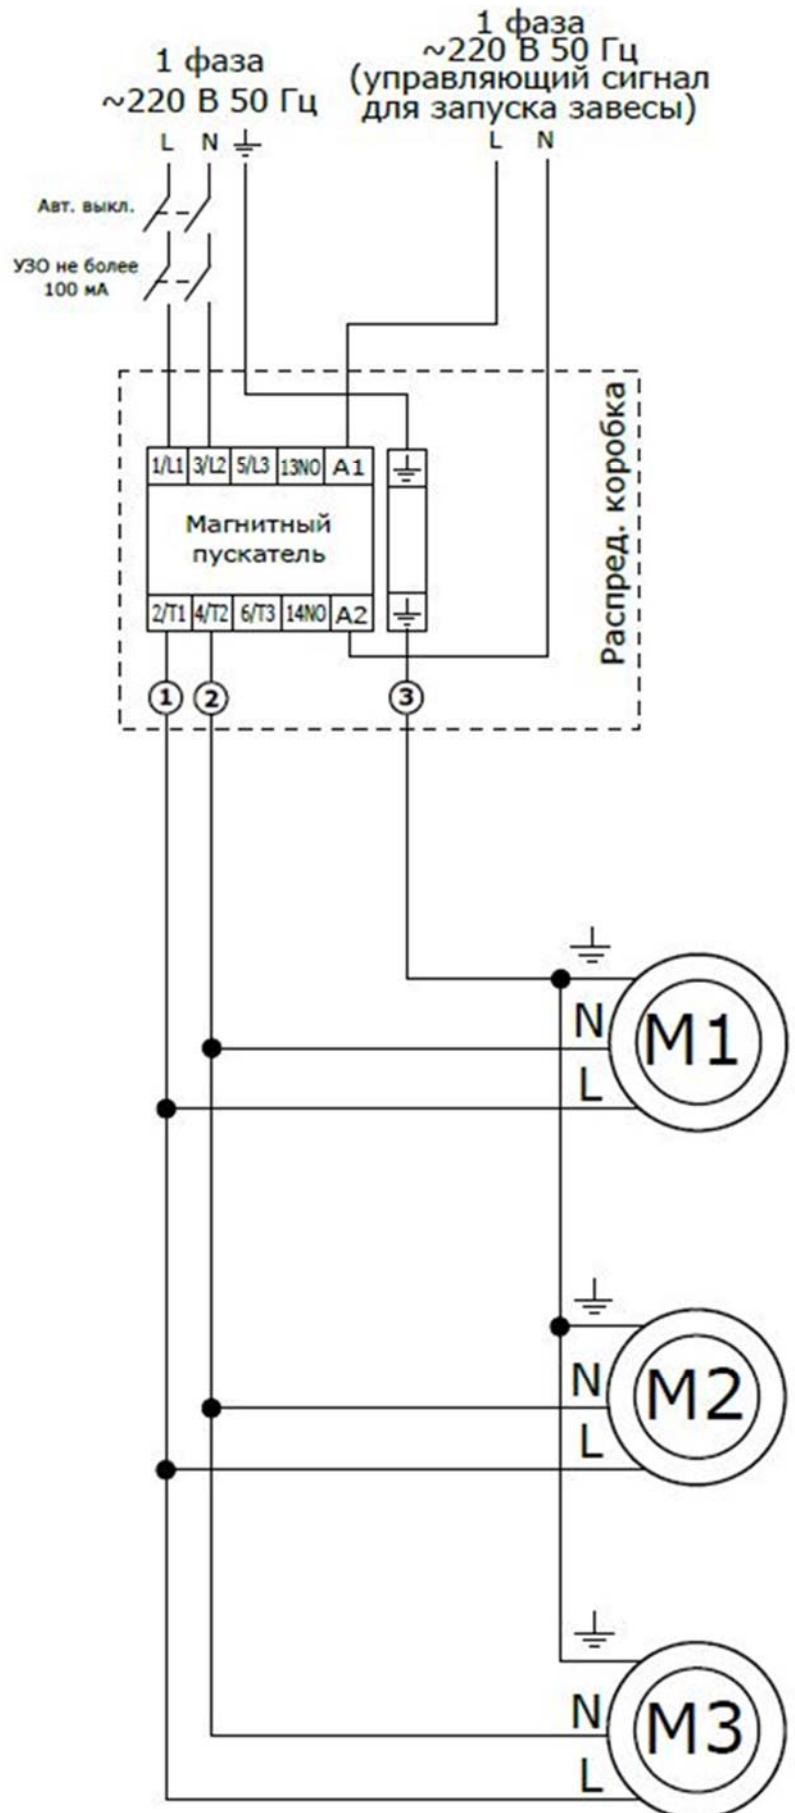 1 фаза
~220 В 50 Гц
L N
1 фаза
~220 В 50 Гц
(управляющий сигнал
для запуска завесы)
L N
Авт. выкл.
УЗО не более
100 мА
Распред. коробка
1/L1 3/L2 5/L3 13NO A1
Магнитный
пускатель
2/T1 4/T2 6/T3 14NO A2
1 2 3
N
M1
L
N
M2
L
N
M3
L